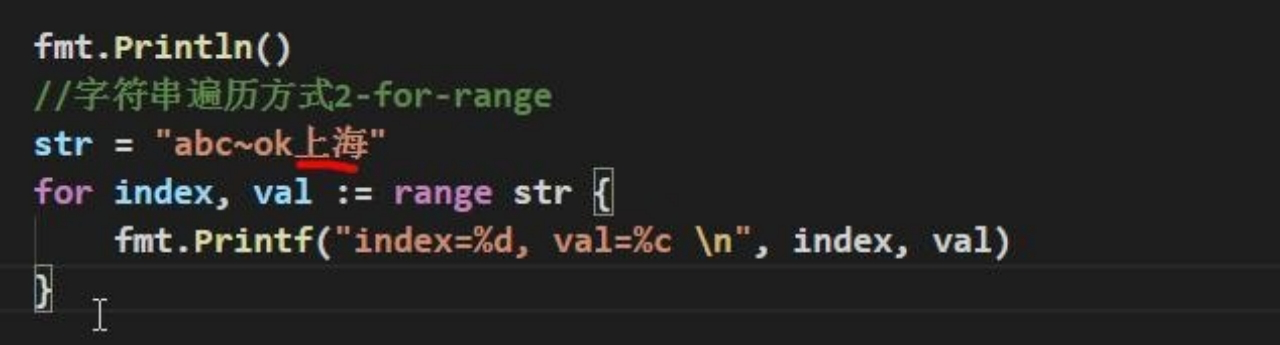 fmt.Println()
//字符串遍历方式2-for-range
str = "abc~ok上海"
for index, val := range str {
    fmt.Printf("index=%d, val=%c \n", index, val)
}